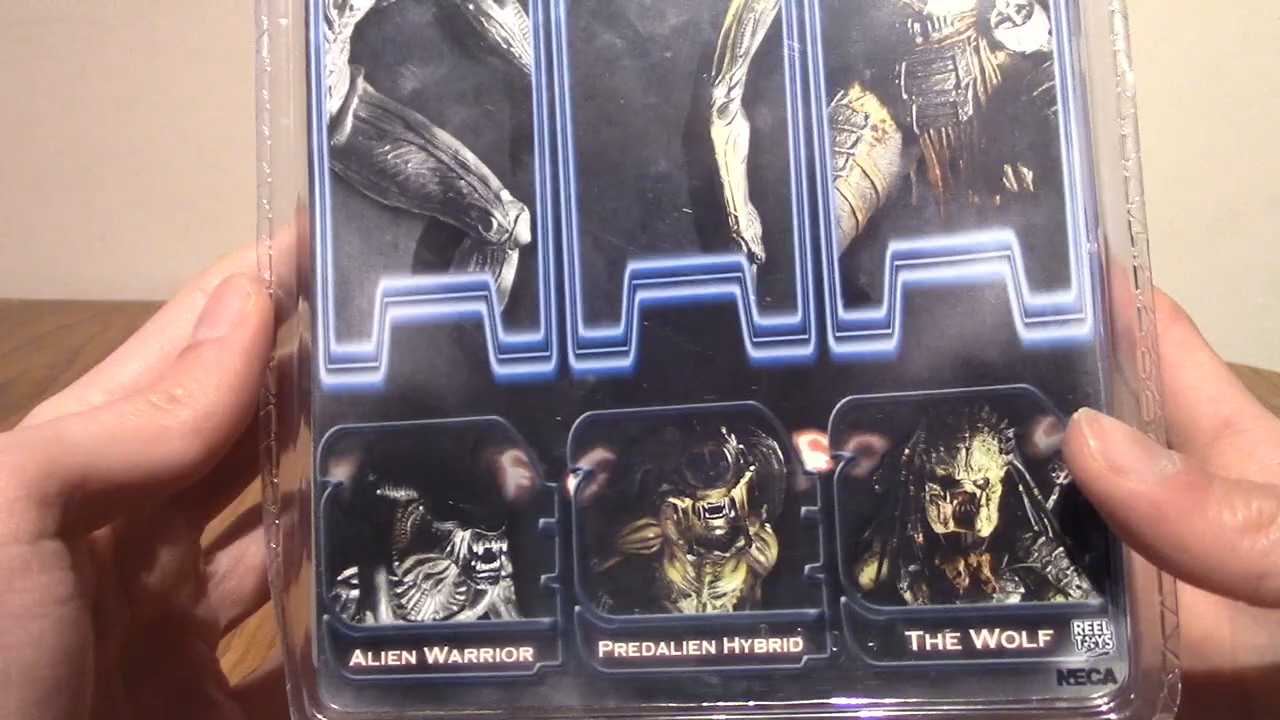 ALIEN WARRIOR
PREDALIEN HYBRID
THE WOLF
REEL
TOYS
NECA